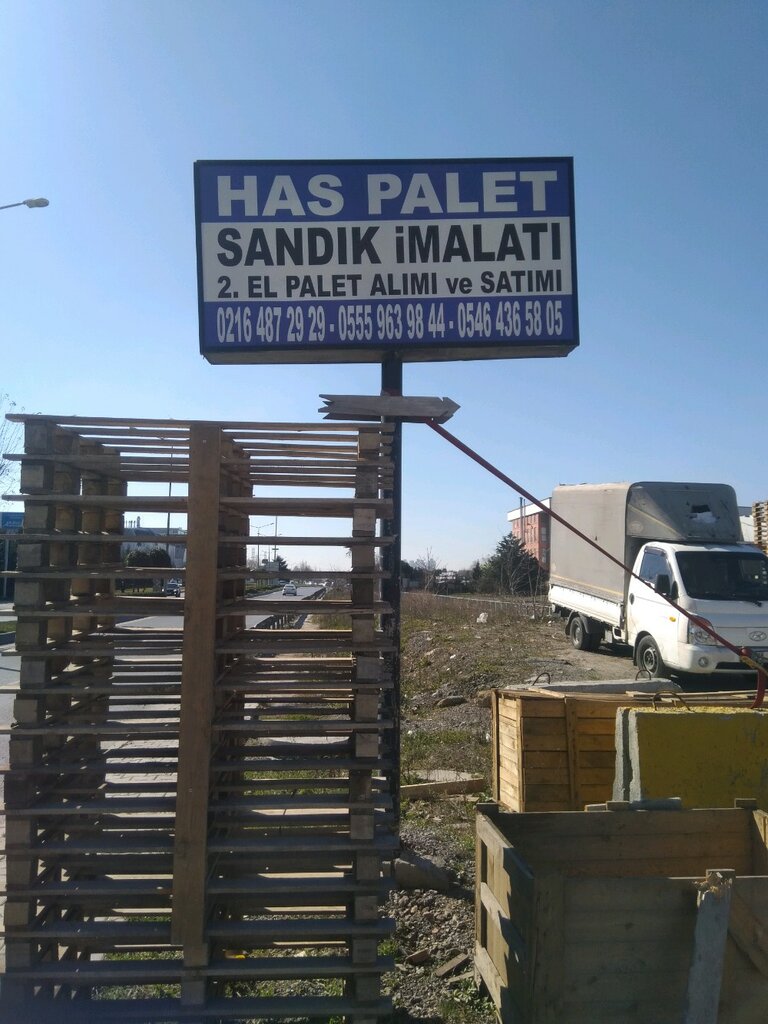 HAS PALET
SANDIK iMALATI
2. EL PALET ALIMI ve SATIMI
0216 487 29 29 - 0555 963 98 44 - 0546 436 58 05